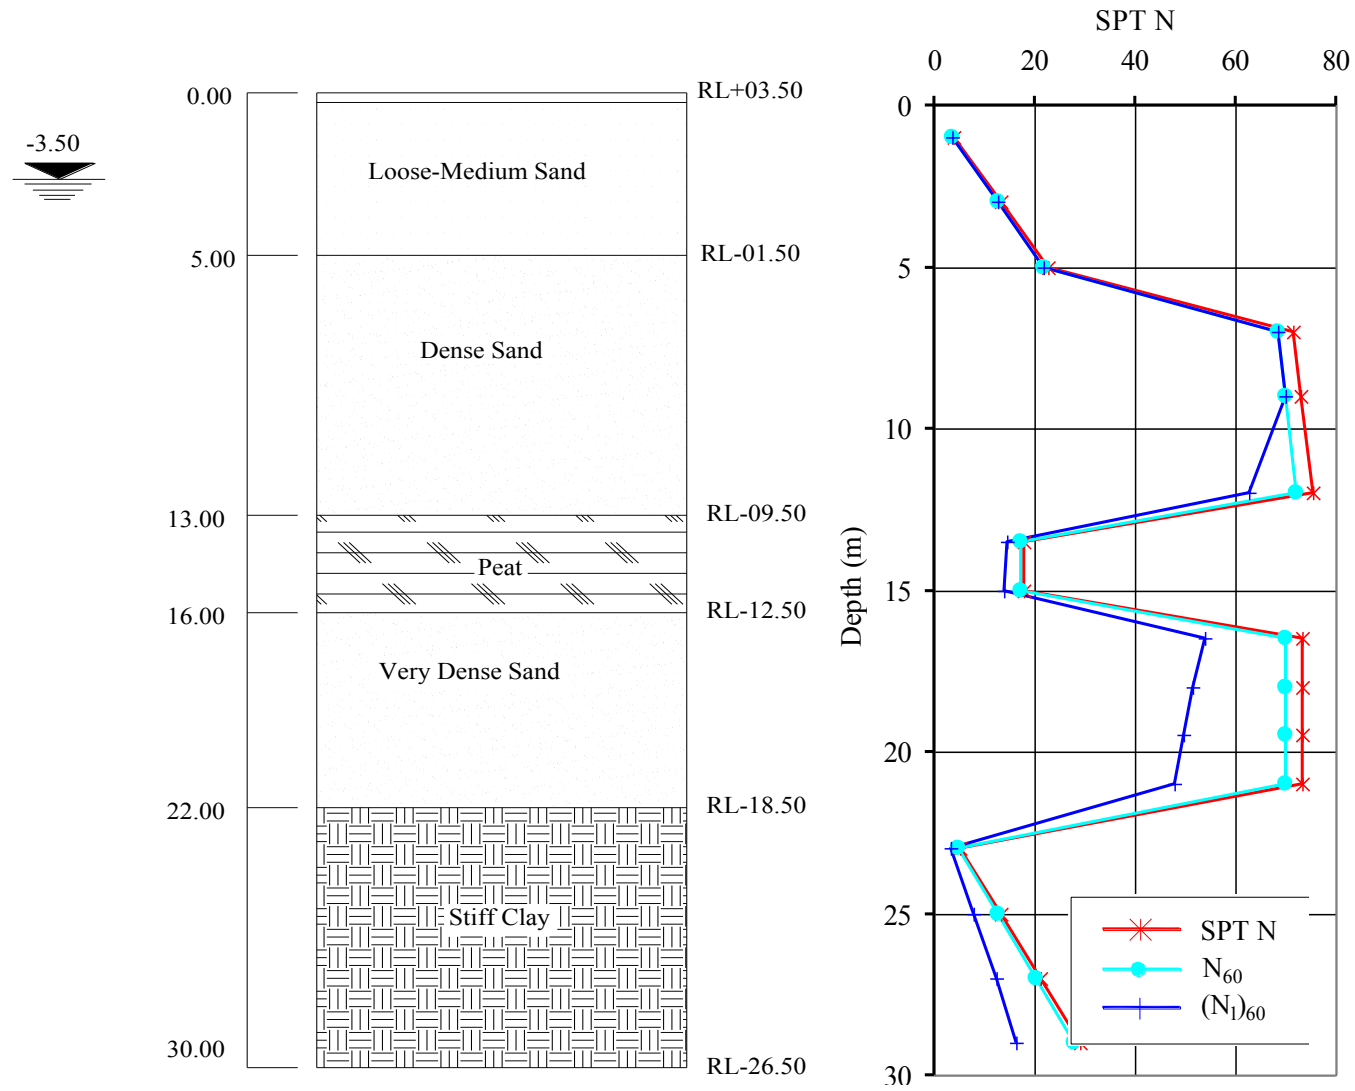 SPT N
0 20 40 60 80
0.00
RL+03.50
-3.50
Loose-Medium Sand
5.00
RL-01.50
Dense Sand
13.00
RL-09.50
Peat
16.00
RL-12.50
Very Dense Sand
22.00
RL-18.50
Stiff Clay
30.00
RL-26.50
0
5
10
15
20
25
30
Depth (m)
SPT N
N60
(N1)60